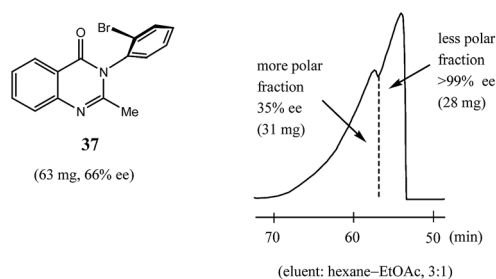 Br
O
N
N
Me
37
(63 mg, 66% ee)
more polar
fraction
35% ee
(31 mg)
less polar
fraction
>99% ee
(28 mg)
70 60 50 (min)
(eluent: hexane–EtOAc, 3:1)